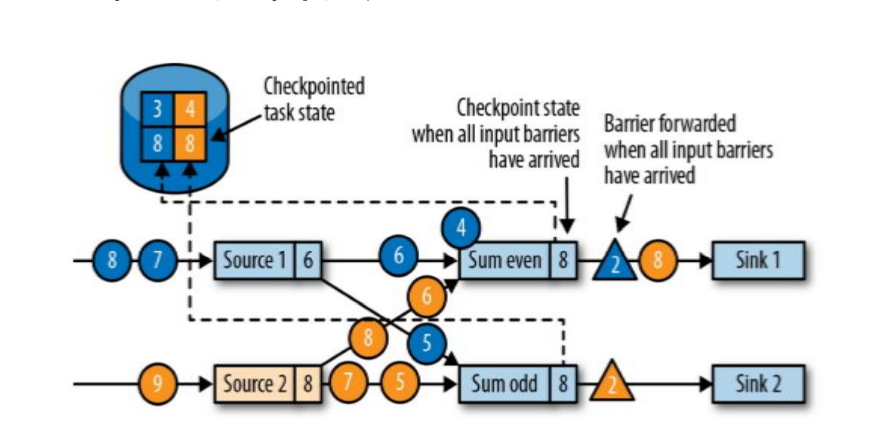 Checkpointed
task state
3 4
8 8
Checkpoint state
when all input barriers
have arrived
Barrier forwarded
when all input barriers
have arrived
8 7 Source 1 6 6 4 Sum even 8 2 8 Sink 1
6
8
5
9 Source 2 8 7 5 Sum odd 8 2 Sink 2